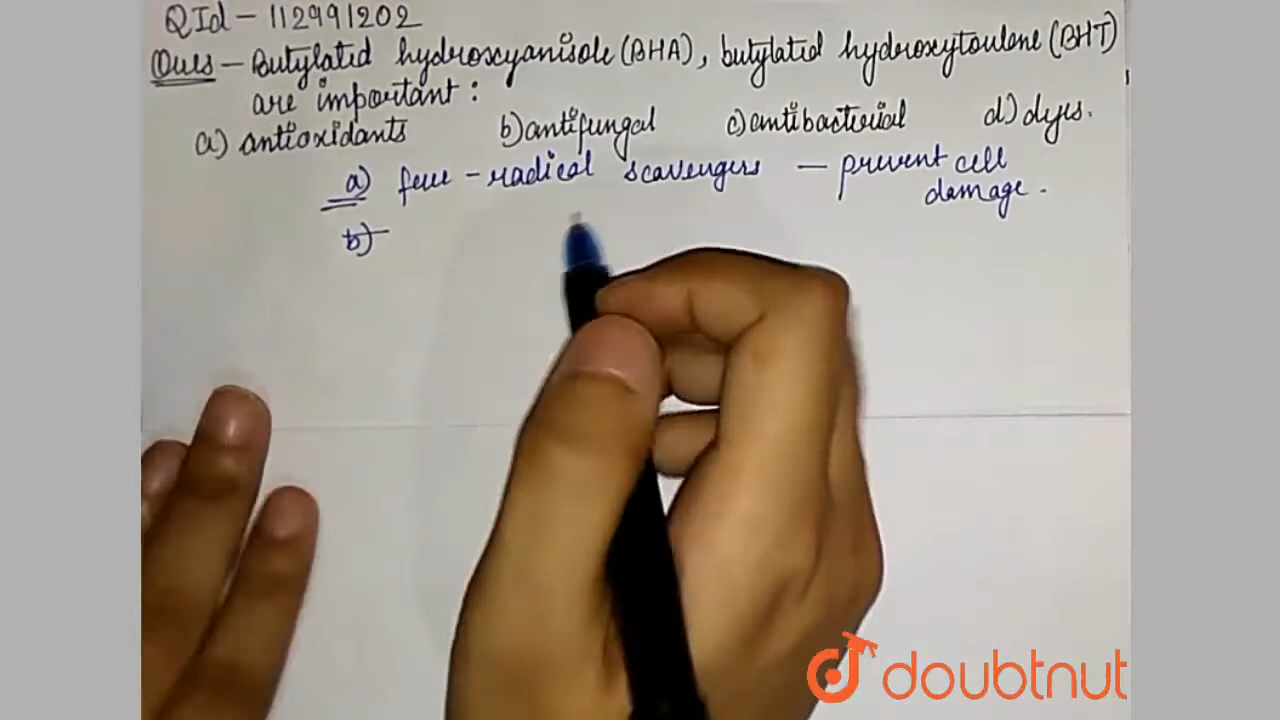 QId - 112991202
Ques - Butylated hydroxyanisole (BHA), butylated hydroxytoulene (BHT)
are important :
a) antioxidants b) antifungal c) antibacterial d) dyes.
a) free - radical scavengers — prevent cell
damage.
b)
doubtnut